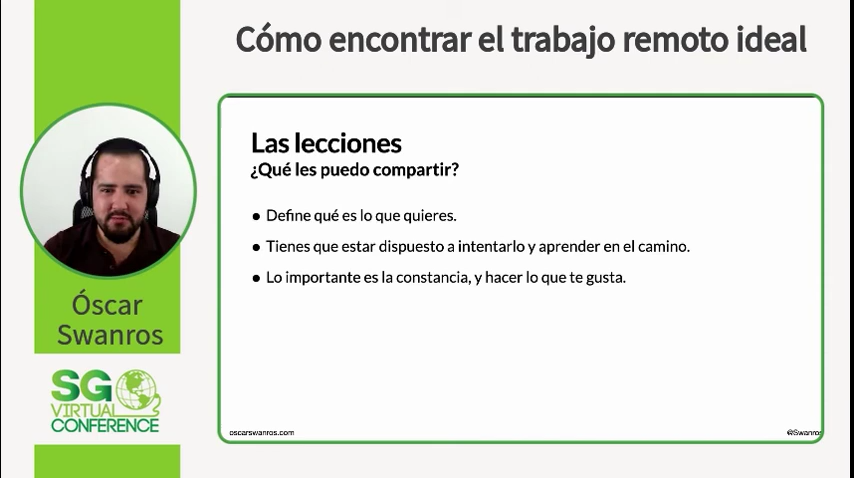 Cómo encontrar el trabajo remoto ideal
Las lecciones
¿Qué les puedo compartir?
● Define qué es lo que quieres.
● Tienes que estar dispuesto a intentarlo y aprender en el camino.
● Lo importante es la constancia, y hacer lo que te gusta.
oscarswanros.com
@Swanros
Óscar
Swanros
SG
VIRTUAL
CONFERENCE